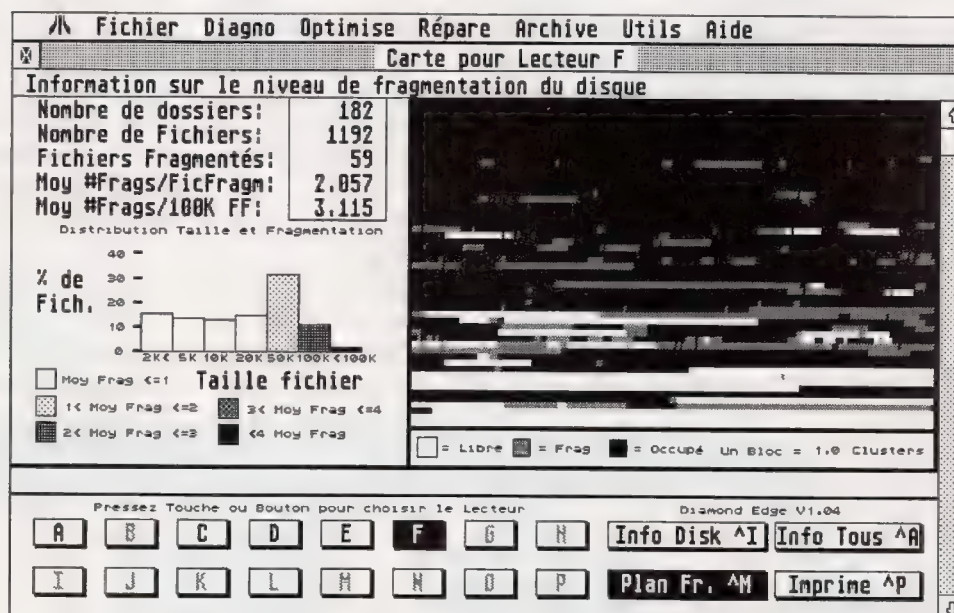 Fichier Diagno Optimise Répare Archive Utils Aide
Carte pour Lecteur F
Information sur le niveau de fragmentation du disque
Nombre de dossiers: 182
Nombre de Fichiers: 1192
Fichiers Fragmentés: 59
Moy #Frags/FicFragm: 2.057
Moy #Frags/100K FF: 3.115
Distribution Taille et Fragmentation
% de Fich.
40
30
20
10
0
2K< 5K 10K 20K 50K 100K <100K
Taille fichier
Moy Frag <=1
1< Moy Frag <=2 3< Moy Frag <=4
2< Moy Frag <=3 <4 Moy Frag
= Libre = Frag = Occupé Un Bloc = 1.0 Clusters
Pressez Touche ou Bouton pour choisir le Lecteur
Diamond Edge V1.04
A B C D E F G H Info Disk ^I Info Tous ^A
I J K L M N O P Plan Fr. ^M Imprime ^P